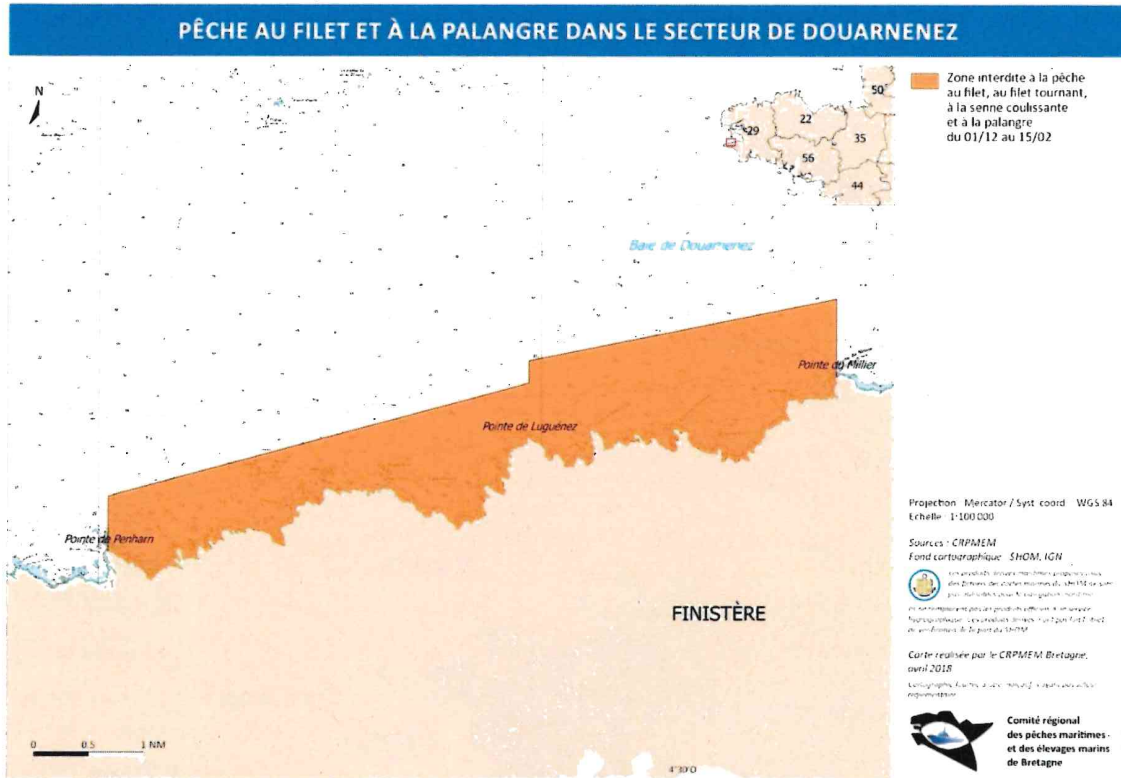 PÊCHE AU FILET ET À LA PALANGRE DANS LE SECTEUR DE DOUARNENEZ
N
Zone interdite à la pêche
au filet, au filet tournant,
à la senne coulissante
et à la palangre
du 01/12 au 15/02
50
29
22
35
56
44
Baie de Douarnenez
Pointe du Millier
Pointe de Luguénez
Pointe de Penharn
FINISTÈRE
Projection Mercator / Syst coord WGS 84
Echelle 1:100 000
Sources : CRPMEM
Fond cartographique SHOM, IGN
Carte réalisée par le CRPMEM Bretagne,
avril 2018
Comité régional
des pêches maritimes
et des élevages marins
de Bretagne
0 0.5 1 NM
4°30'O